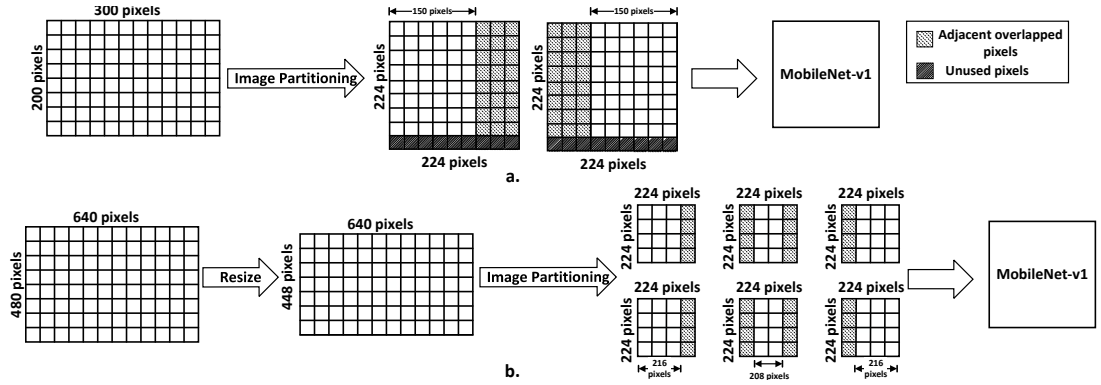 300 pixels
200 pixels
Image Partitioning
150 pixels
224 pixels
224 pixels
150 pixels
224 pixels
224 pixels
MobileNet-v1
Adjacent overlapped
pixels
Unused pixels
a.
640 pixels
480 pixels
Resize
640 pixels
448 pixels
Image Partitioning
224 pixels
224 pixels
224 pixels
224 pixels
224 pixels
224 pixels
224 pixels
224 pixels
216
pixels
224 pixels
224 pixels
208 pixels
224 pixels
224 pixels
216
pixels
MobileNet-v1
b.